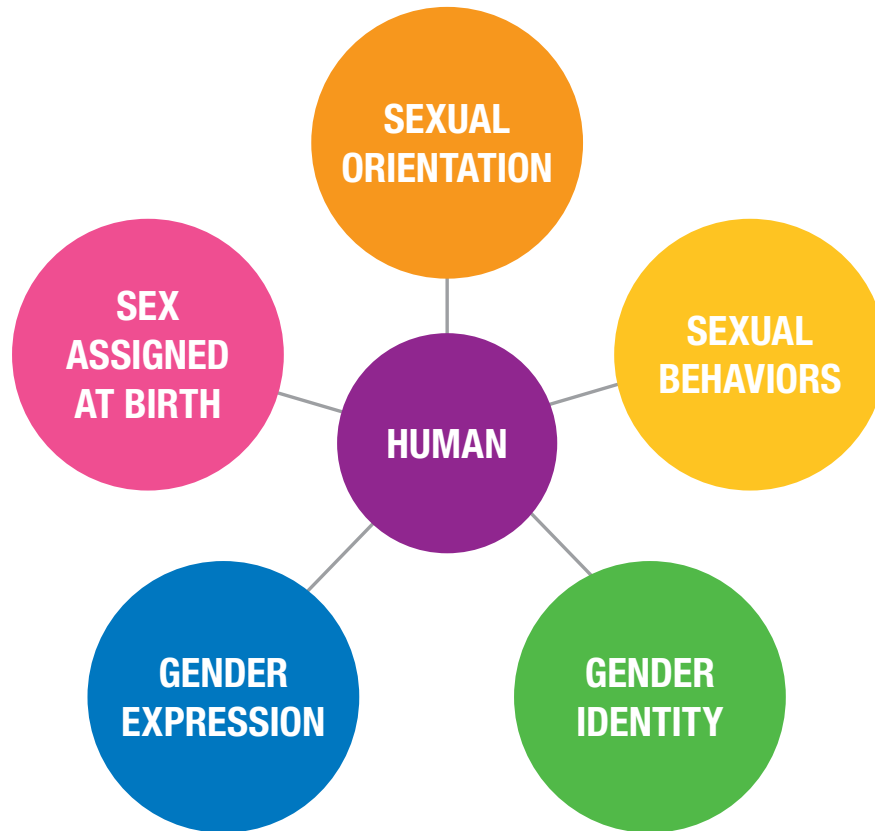 SEXUAL
ORIENTATION
SEX
ASSIGNED
AT BIRTH
SEXUAL
BEHAVIORS
HUMAN
GENDER
EXPRESSION
GENDER
IDENTITY